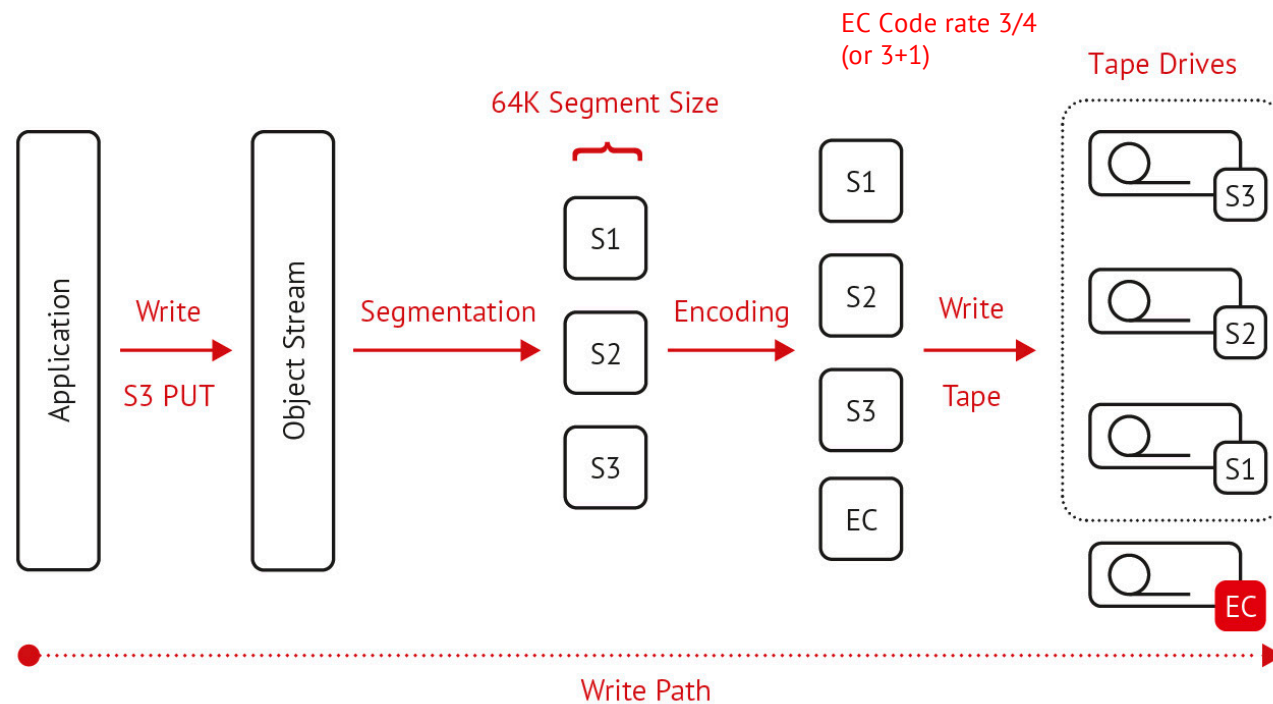 EC Code rate 3/4
(or 3+1)
Tape Drives
64K Segment Size
Application
Write
S3 PUT
Object Stream
Segmentation
S1
S2
S3
Encoding
S1
S2
S3
EC
Write
Tape
S3
S2
S1
EC
Write Path